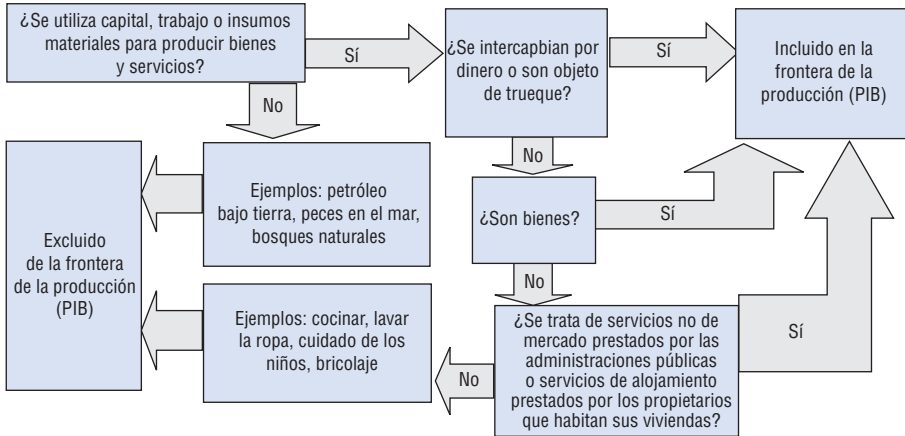 ¿Se utiliza capital, trabajo o insumos
materiales para producir bienes
y servicios?
Sí
¿Se intercapbian por
dinero o son objeto
de trueque?
Sí
Incluido en la
frontera de la
producción (PIB)
No
No
Ejemplos: petróleo
bajo tierra, peces en el mar,
bosques naturales
¿Son bienes?
Sí
Excluido
de la frontera
de la producción
(PIB)
No
Ejemplos: cocinar, lavar
la ropa, cuidado de los
niños, bricolaje
No
¿Se trata de servicios no de
mercado prestados por las
administraciones públicas
o servicios de alojamiento
prestados por los propietarios
que habitan sus viviendas?
Sí